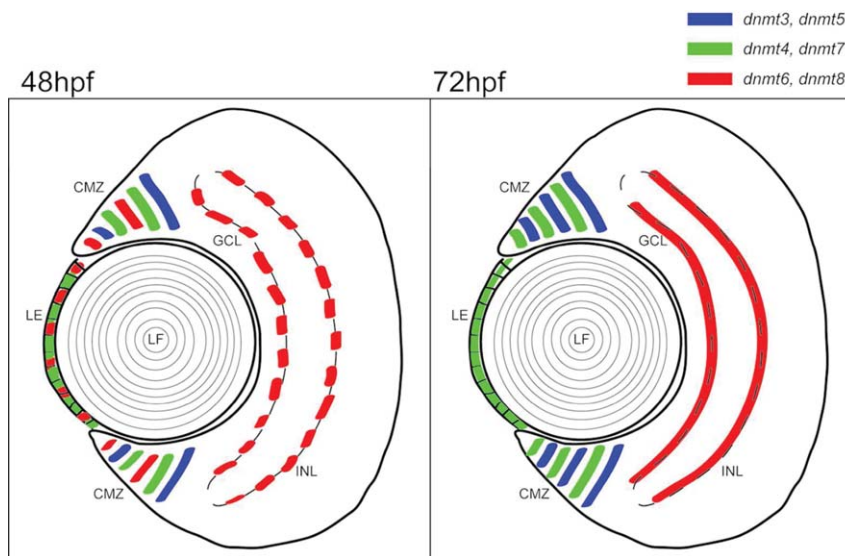 dnmt3, dnmt5
dnmt4, dnmt7
dnmt6, dnmt8
48hpf
72hpf
CMZ
GCL
LE
LF
INL
CMZ
CMZ
GCL
LE
LF
INL
CMZ